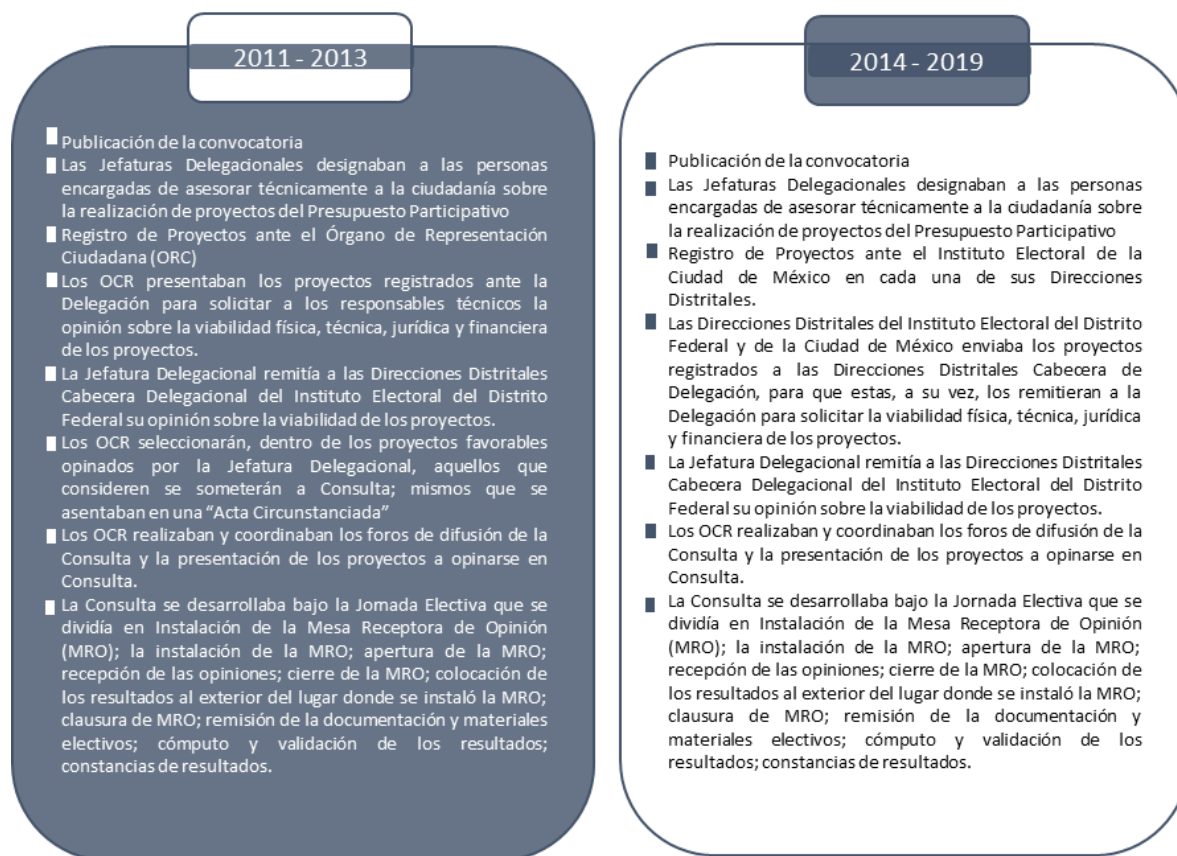 2011 - 2013
Publicación de la convocatoria
Las Jefaturas Delegacionales designaban a las personas
encargadas de asesorar técnicamente a la ciudadanía sobre
la realización de proyectos del Presupuesto Participativo
Registro de Proyectos ante el Órgano de Representación
Ciudadana (ORC)
Los OCR presentaban los proyectos registrados ante la
Delegación para solicitar a los responsables técnicos la
opinión sobre la viabilidad física, técnica, jurídica y financiera
de los proyectos.
La Jefatura Delegacional remitía a las Direcciones Distritales
Cabecera Delegacional del Instituto Electoral del Distrito
Federal su opinión sobre la viabilidad de los proyectos.
Los OCR seleccionarán, dentro de los proyectos favorables
opinados por la Jefatura Delegacional, aquellos que
consideren se someterán a Consulta; mismos que se
asentaban en una “Acta Circunstanciada”
Los OCR realizaban y coordinaban los foros de difusión de la
Consulta y la presentación de los proyectos a opinarse en
Consulta.
La Consulta se desarrollaba bajo la Jornada Electiva que se
dividía en Instalación de la Mesa Receptora de Opinión
(MRO); la instalación de la MRO; apertura de la MRO;
recepción de las opiniones; cierre de la MRO; colocación de
los resultados al exterior del lugar donde se instaló la MRO;
clausura de MRO; remisión de la documentación y materiales
electivos; cómputo y validación de los resultados;
constancias de resultados.
2014 - 2019
Publicación de la convocatoria
Las Jefaturas Delegacionales designaban a las personas
encargadas de asesorar técnicamente a la ciudadanía sobre
la realización de proyectos del Presupuesto Participativo
Registro de Proyectos ante el Instituto Electoral de la
Ciudad de México en cada una de sus Direcciones
Distritales.
Las Direcciones Distritales del Instituto Electoral del Distrito
Federal y de la Ciudad de México enviaba los proyectos
registrados a las Direcciones Distritales Cabecera de
Delegación, para que estas, a su vez, los remitieran a la
Delegación para solicitar la viabilidad física, técnica, jurídica
y financiera de los proyectos.
La Jefatura Delegacional remitía a las Direcciones Distritales
Cabecera Delegacional del Instituto Electoral del Distrito
Federal su opinión sobre la viabilidad de los proyectos.
Los OCR realizaban y coordinaban los foros de difusión de la
Consulta y la presentación de los proyectos a opinarse en
Consulta.
La Consulta se desarrollaba bajo la Jornada Electiva que se
dividía en Instalación de la Mesa Receptora de Opinión
(MRO); la instalación de la MRO; apertura de la MRO;
recepción de las opiniones; cierre de la MRO; colocación de
los resultados al exterior del lugar donde se instaló la MRO;
clausura de MRO; remisión de la documentación y
materiales electivos; cómputo y validación de los
resultados; constancias de resultados.